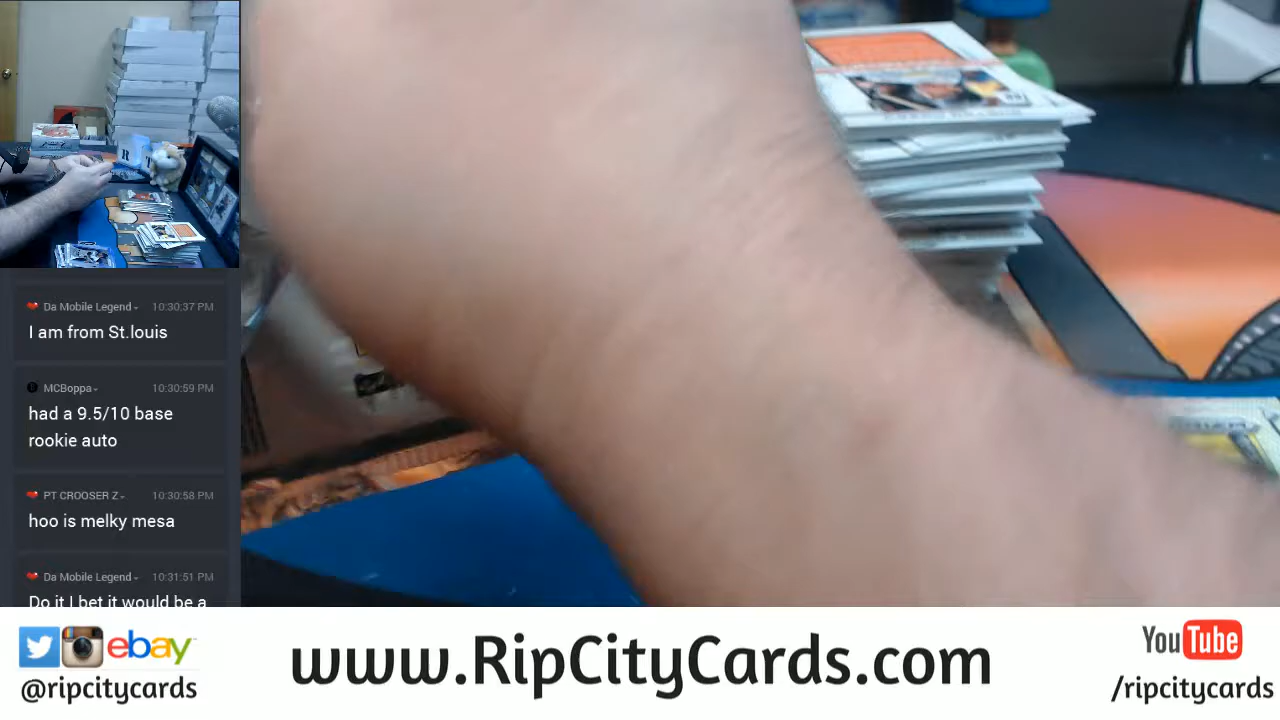 Da Mobile Legend 10:30:37 PM
I am from St.louis
MCBoppa 10:30:59 PM
had a 9.5/10 base
rookie auto
PT CROOSER Z 10:30:58 PM
hoo is melky mesa
Da Mobile Legend 10:31:51 PM
Do it I bet it would be a
ebay
@ripcitycards
www.RipCityCards.com
YouTube
/ripcitycards